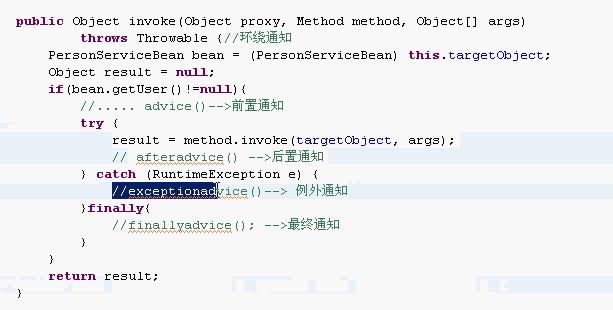 public Object invoke(Object proxy, Method method, Object[] args)
        throws Throwable {//环绕通知
    PersonServiceBean bean = (PersonServiceBean) this.targetObject;
    Object result = null;
    if(bean.getUser()!=null){
        //..... advice()-->前置通知
        try {
            result = method.invoke(targetObject, args);
            // afteradvice() -->后置通知
        } catch (RuntimeException e) {
            //exceptionadvice()--> 例外通知
        }finally{
            //finallyadvice(); -->最终通知
        }
    }
    return result;
}